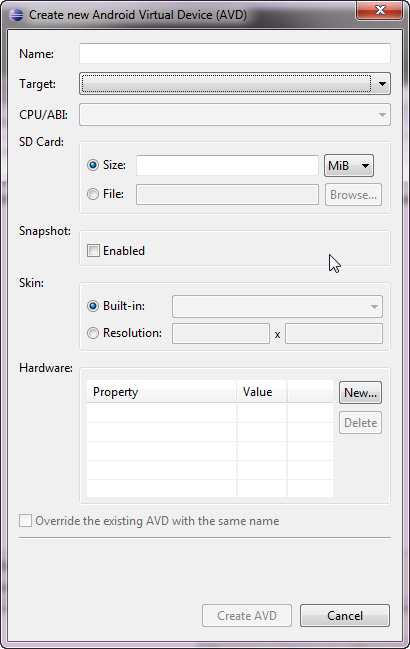 Create new Android Virtual Device (AVD)
Name:
Target:
CPU/ABI:
SD Card:
Size: MiB
File: Browse...
Snapshot:
Enabled
Skin:
Built-in:
Resolution: x
Hardware:
Property Value New...
Delete
Override the existing AVD with the same name
Create AVD Cancel